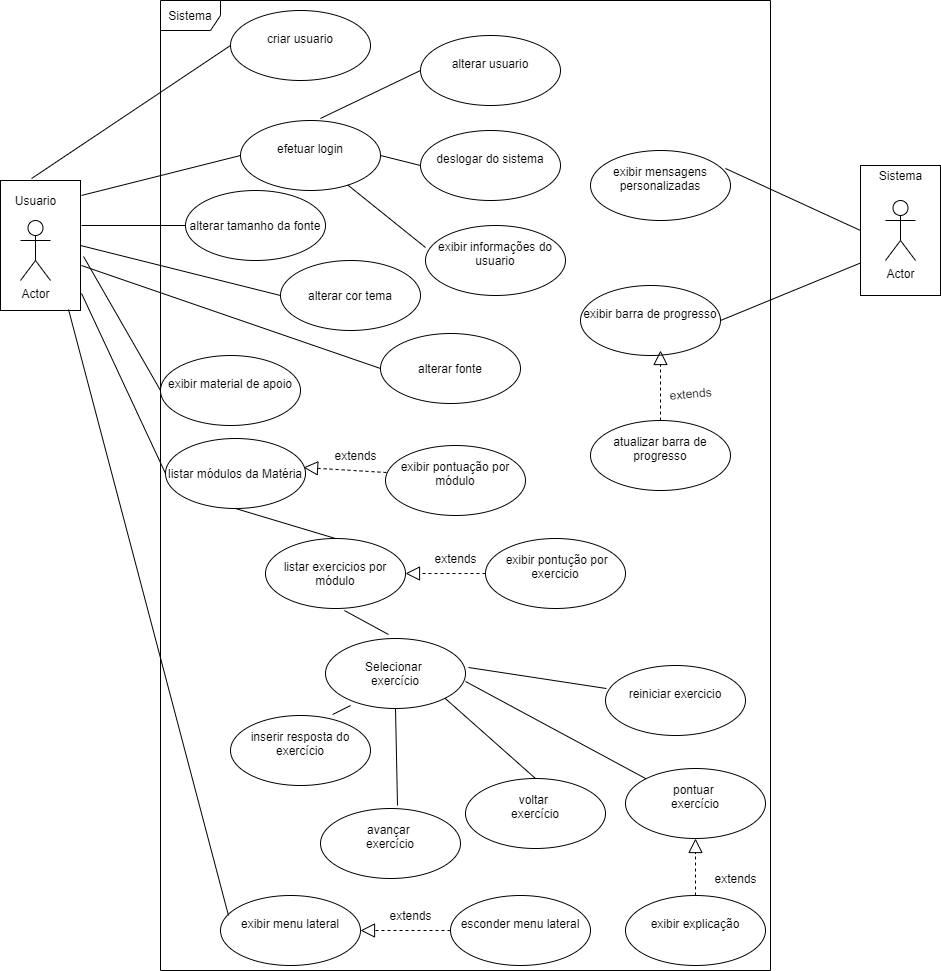 Sistema
criar usuario
alterar usuario
efetuar login
deslogar do sistema
exibir mensagens
personalizadas
Sistema
Usuario
alterar tamanho da fonte
exibir informações do
usuario
Actor
Actor
alterar cor tema
exibir barra de progresso
alterar fonte
exibir material de apoio
extends
atualizar barra de
progresso
listar módulos da Matéria
extends
exibir pontuação por
módulo
listar exercicios por
módulo
extends
exibir pontução por
exercicio
Selecionar
exercício
reiniciar exercicio
inserir resposta do
exercício
voltar
exercício
pontuar
exercício
avançar
exercício
extends
exibir menu lateral
extends
esconder menu lateral
exibir explicação